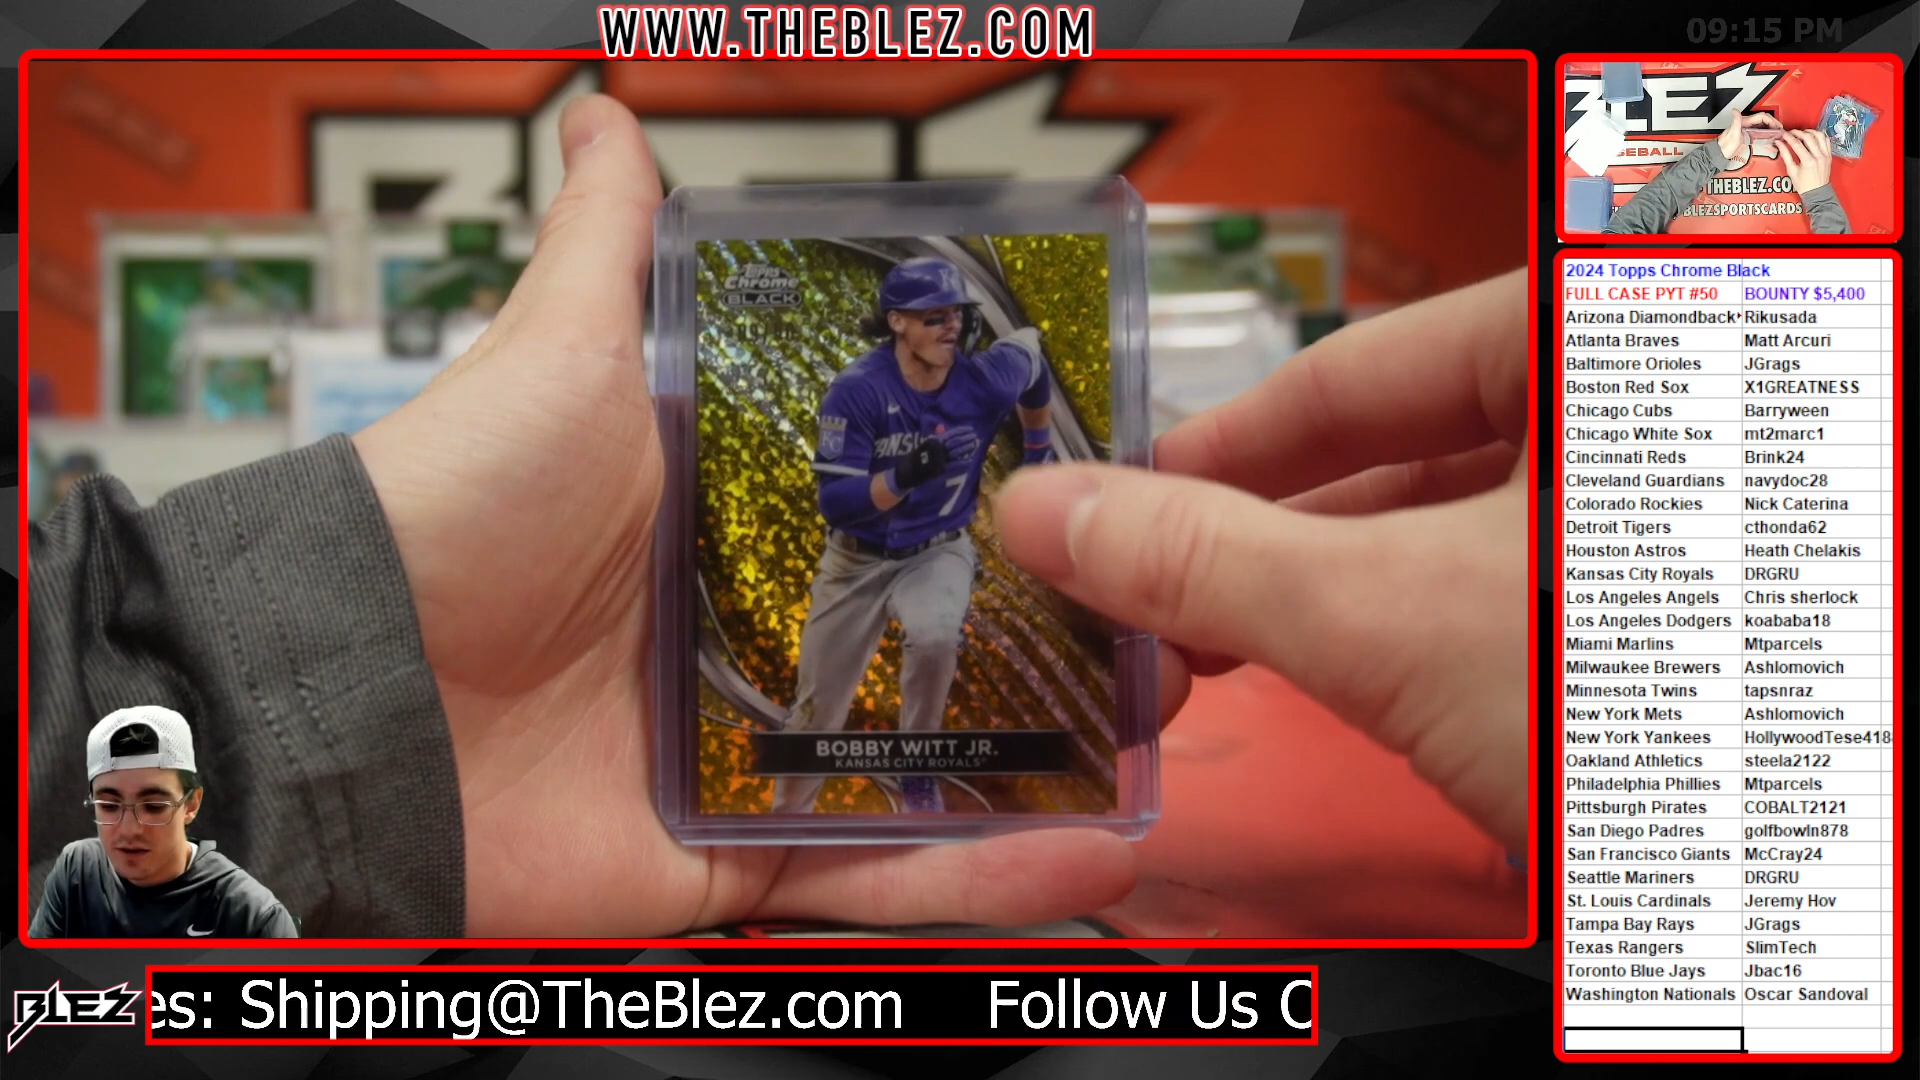 WWW.THEBLEZ.COM
09:15 PM
BLEZ
Topps
Chrome
BLACK
7
BOBBY WITT JR.
KANSAS CITY ROYALS
BLEZ
THEBLEZ.CO
BLEZSPORTSCARDS
2024 Topps Chrome Black
FULL CASE PYT #50 BOUNTY $5,400
Arizona Diamondback Rikusada
Atlanta Braves Matt Arcuri
Baltimore Orioles JGrags
Boston Red Sox X1GREATNESS
Chicago Cubs Barryween
Chicago White Sox mt2marc1
Cincinnati Reds Brink24
Cleveland Guardians navydoc28
Colorado Rockies Nick Caterina
Detroit Tigers cthonda62
Houston Astros Heath Chelakis
Kansas City Royals DRGRU
Los Angeles Angels Chris sherlock
Los Angeles Dodgers koababa18
Miami Marlins Mtparcels
Milwaukee Brewers Ashlomovich
Minnesota Twins tapsnraz
New York Mets Ashlomovich
New York Yankees HollywoodTese418
Oakland Athletics steela2122
Philadelphia Phillies Mtparcels
Pittsburgh Pirates COBALT2121
San Diego Padres golfbowln878
San Francisco Giants McCray24
Seattle Mariners DRGRU
St. Louis Cardinals Jeremy Hov
Tampa Bay Rays JGrags
Texas Rangers SlimTech
Toronto Blue Jays Jbac16
Washington Nationals Oscar Sandoval
BLEZ
es: Shipping@TheBlez.com Follow Us O